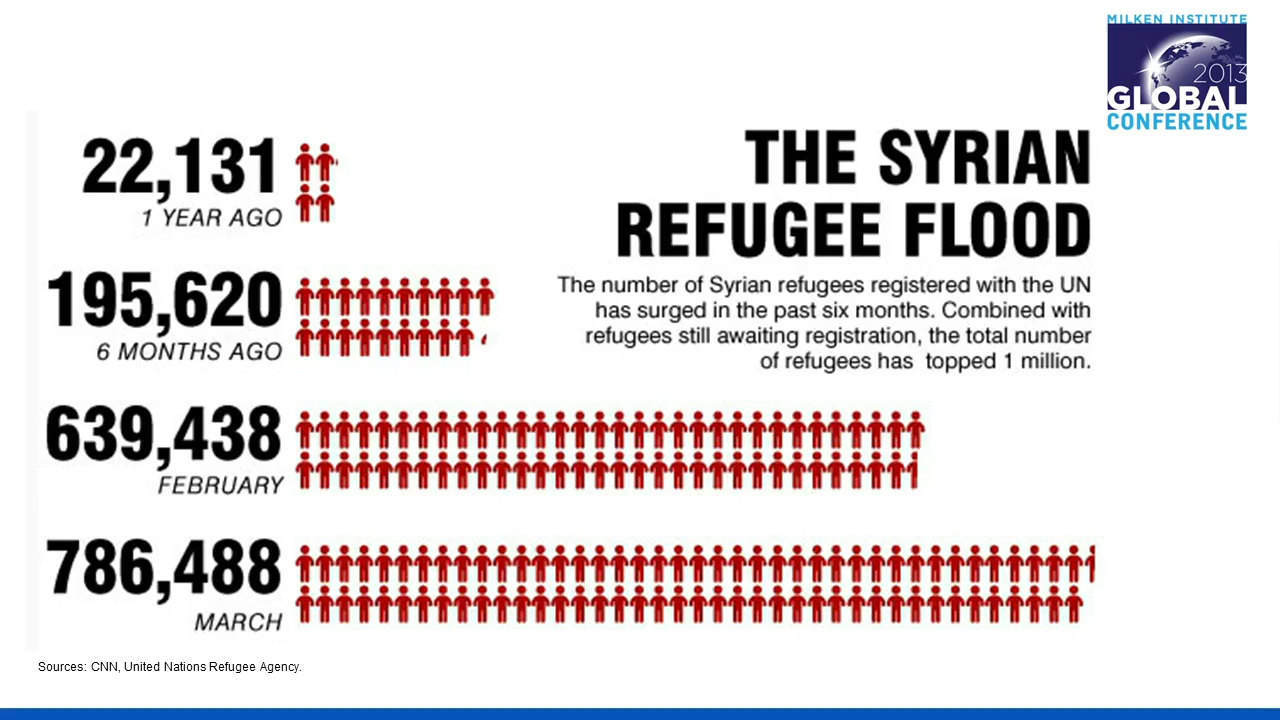 MILKEN INSTITUTE
2013
GLOBAL
CONFERENCE
THE SYRIAN
REFUGEE FLOOD
The number of Syrian refugees registered with the UN
has surged in the past six months. Combined with
refugees still awaiting registration, the total number
of refugees has topped 1 million.
22,131
1 YEAR AGO
195,620
6 MONTHS AGO
639,438
FEBRUARY
786,488
MARCH
Sources: CNN, United Nations Refugee Agency.